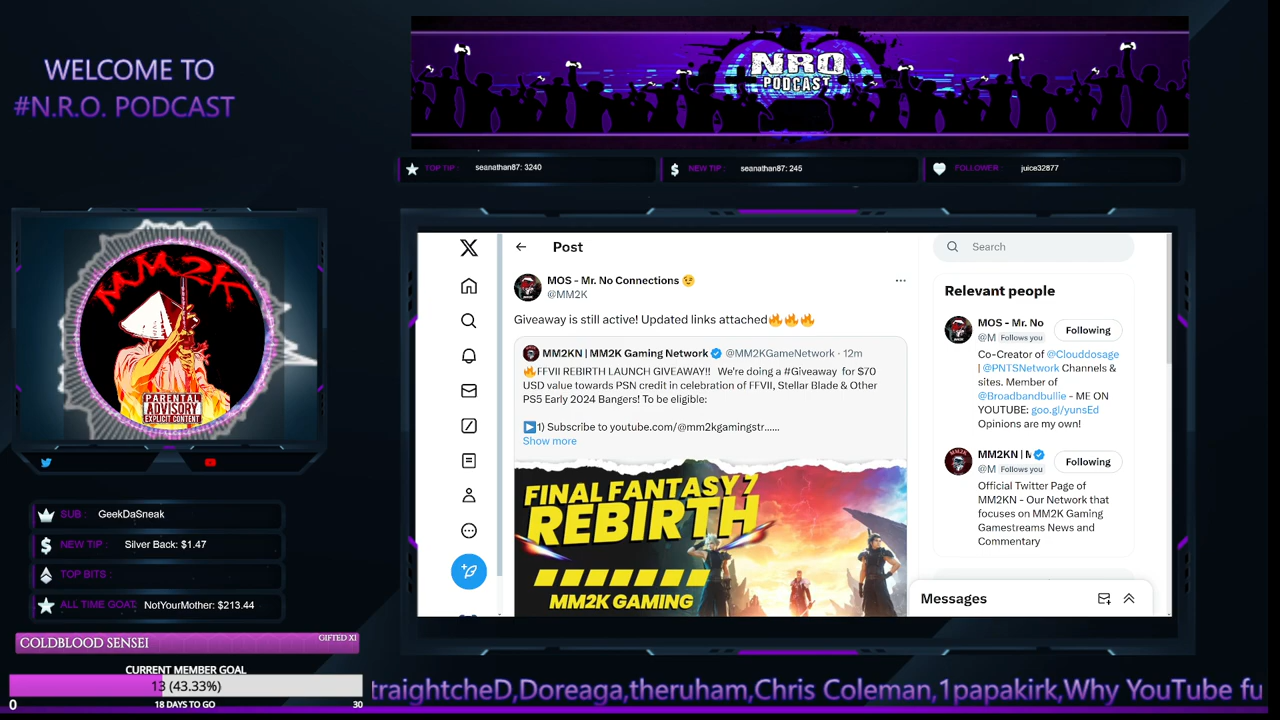 WELCOME TO
#N.R.O. PODCAST
NRO
PODCAST
TOP TIP : seanathan87: 3240
NEW TIP : seanathan87: 245
FOLLOWER : juice32877
MM2K
PARENTAL
ADVISORY
EXPLICIT CONTENT
SUB : GeekDaSneak
NEW TIP : Silver Back: $1.47
TOP BITS :
ALL TIME GOAT: NotYourMother: $213.44
COLDBLOOD SENSEI
GIFTED X1
CURRENT MEMBER GOAL
13 (43.33%)
0
18 DAYS TO GO
30
Post
MOS - Mr. No Connections 😉
@MM2K
Giveaway is still active! Updated links attached🔥🔥🔥
MM2KN | MM2K Gaming Network @MM2KGameNetwork · 12m
🔥FFVII REBIRTH LAUNCH GIVEAWAY!! We're doing a #Giveaway for $70
USD value towards PSN credit in celebration of FFVII, Stellar Blade & Other
PS5 Early 2024 Bangers! To be eligible:
▶1) Subscribe to youtube.com/@mm2kgamingstr......
Show more
FINAL FANTASY 7
REBIRTH
MM2K GAMING
Search
Relevant people
MOS - Mr. No
@M Follows you
Following
Co-Creator of @Clouddosage
| @PNTSNetwork Channels &
sites. Member of
@Broadbandbullie - ME ON
YOUTUBE: goo.gl/yunsEd
Opinions are my own!
MM2KN | M
@M Follows you
Following
Official Twitter Page of
MM2KN - Our Network that
focuses on MM2K Gaming
Gamestreams News and
Commentary
Messages
traightcheD,Doreaga,theruham,Chris Coleman,1papakirk,Why YouTube fu